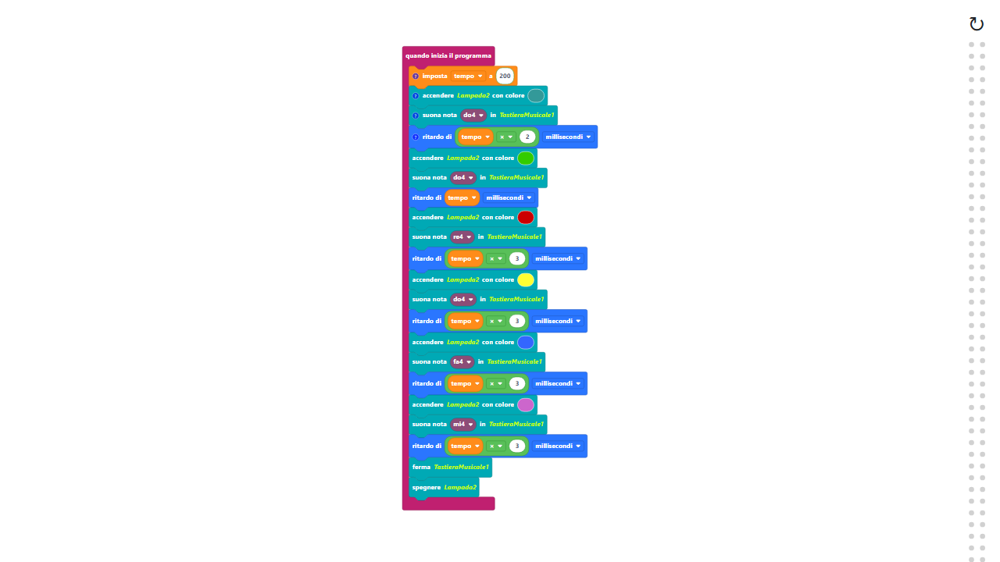 quando inizia il programma
imposta tempo a 200
accendere Lampada2 con colore
suona nota do4 in TastieraMusicale1
ritardo di tempo × 2 millisecondi
accendere Lampada2 con colore
suona nota do4 in TastieraMusicale1
ritardo di tempo millisecondi
accendere Lampada2 con colore
suona nota re4 in TastieraMusicale1
ritardo di tempo × 3 millisecondi
accendere Lampada2 con colore
suona nota do4 in TastieraMusicale1
ritardo di tempo × 3 millisecondi
accendere Lampada2 con colore
suona nota fa4 in TastieraMusicale1
ritardo di tempo × 3 millisecondi
accendere Lampada2 con colore
suona nota mi4 in TastieraMusicale1
ritardo di tempo × 3 millisecondi
ferma TastieraMusicale1
spegnere Lampada2